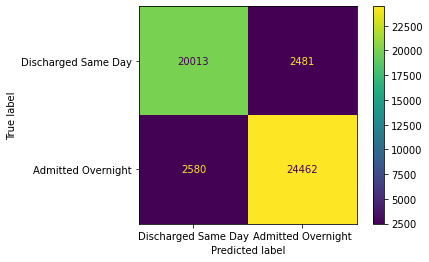 Discharged Same Day
Admitted Overnight
True label
20013
2481
2580
24462
Discharged Same Day
Admitted Overnight
Predicted label
22500
20000
17500
15000
12500
10000
7500
5000
2500